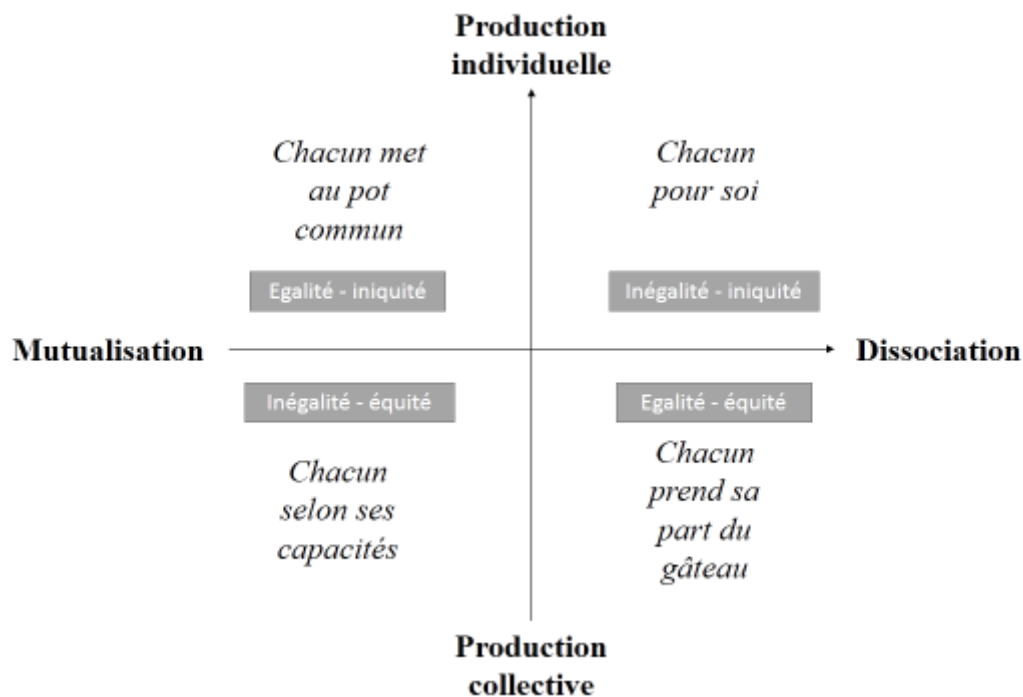 Production
individuelle
Chacun met
au pot
commun
Chacun
pour soi
Egalité - iniquité
Inégalité - iniquité
Mutualisation
Dissociation
Inégalité - équité
Egalité - équité
Chacun
selon ses
capacités
Chacun
prend sa
part du
gâteau
Production
collective